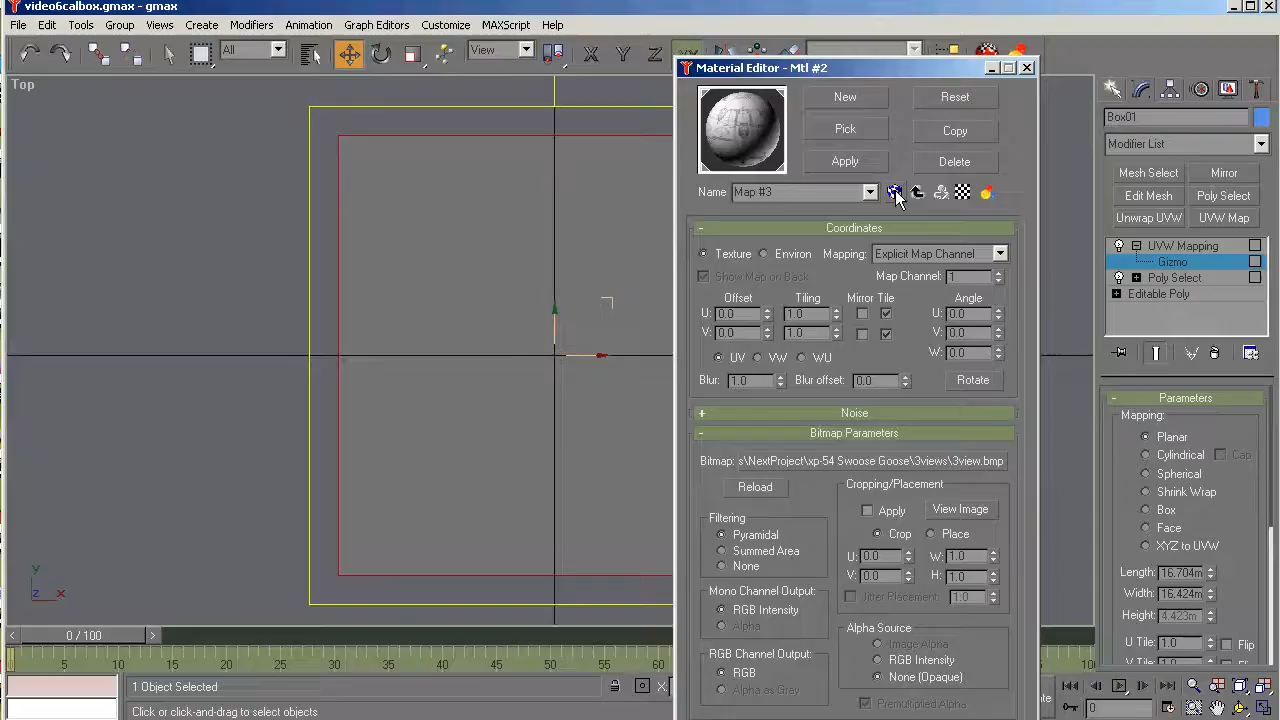 video6calbox.gmax - gmax
File Edit Tools Group Views Create Modifiers Animation Graph Editors Customize MAXScript Help
All View X Y Z
Top
Material Editor - Mtl #2
New Reset
Pick Copy
Apply Delete
Name Map #3
- Coordinates
Texture Environ Mapping: Explicit Map Channel
Show Map on Back Map Channel: 1
Offset Tiling Mirror Tile Angle
U: 0.0 1.0 U: 0.0
V: 0.0 1.0 V: 0.0
W: 0.0
UV VW WU
Blur: 1.0 Blur offset: 0.0 Rotate
+ Noise
- Bitmap Parameters
Bitmap: s\NextProject\xp-54 Swoose Goose\3views\3view.bmp
Reload
Cropping/Placement
Apply View Image
Crop Place
U: 0.0 W: 1.0
V: 0.0 H: 1.0
Jitter Placement: 1.0
Filtering
Pyramidal
Summed Area
None
Mono Channel Output:
RGB Intensity
Alpha
RGB Channel Output:
RGB
Alpha as Gray
Alpha Source
Image Alpha
RGB Intensity
None (Opaque)
Premultiplied Alpha
Box01
Modifier List
Mesh Select Mirror
Edit Mesh Poly Select
Unwrap UVW UVW Map
UVW Mapping
Gizmo
Poly Select
Editable Poly
- Parameters
Mapping:
Planar
Cylindrical Cap
Spherical
Shrink Wrap
Box
Face
XYZ to UVW
Length: 16.704m
Width: 16.424m
Height: 4.423m
U Tile: 1.0 Flip
y
z x
< 0 / 100 >
5 10 15 20 25 30 35 40 45 50 55 60
1 Object Selected X
Click or click-and-drag to select objects
0